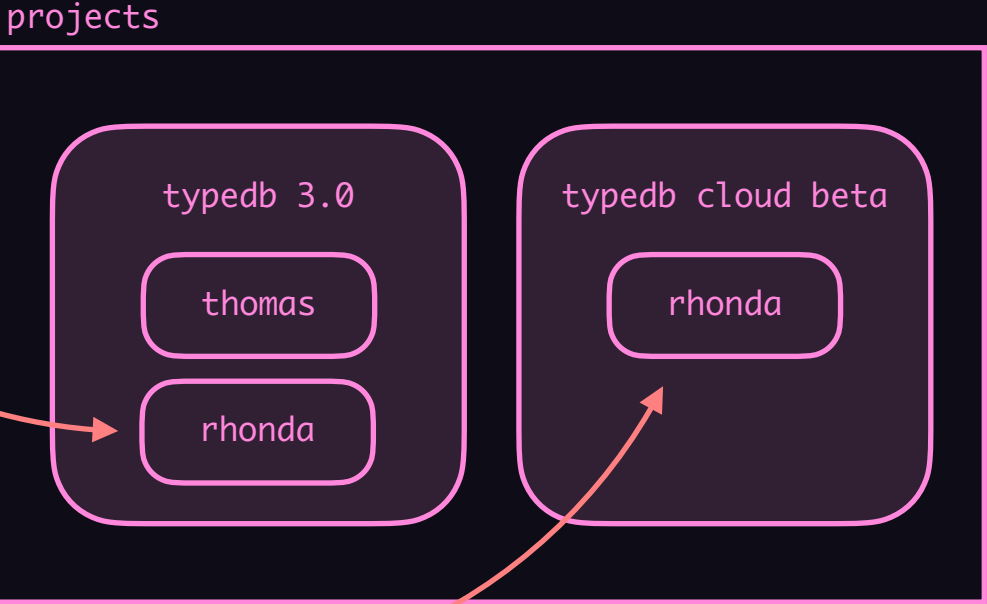 projects
typedb 3.0
thomas
rhonda
typedb cloud beta
rhonda